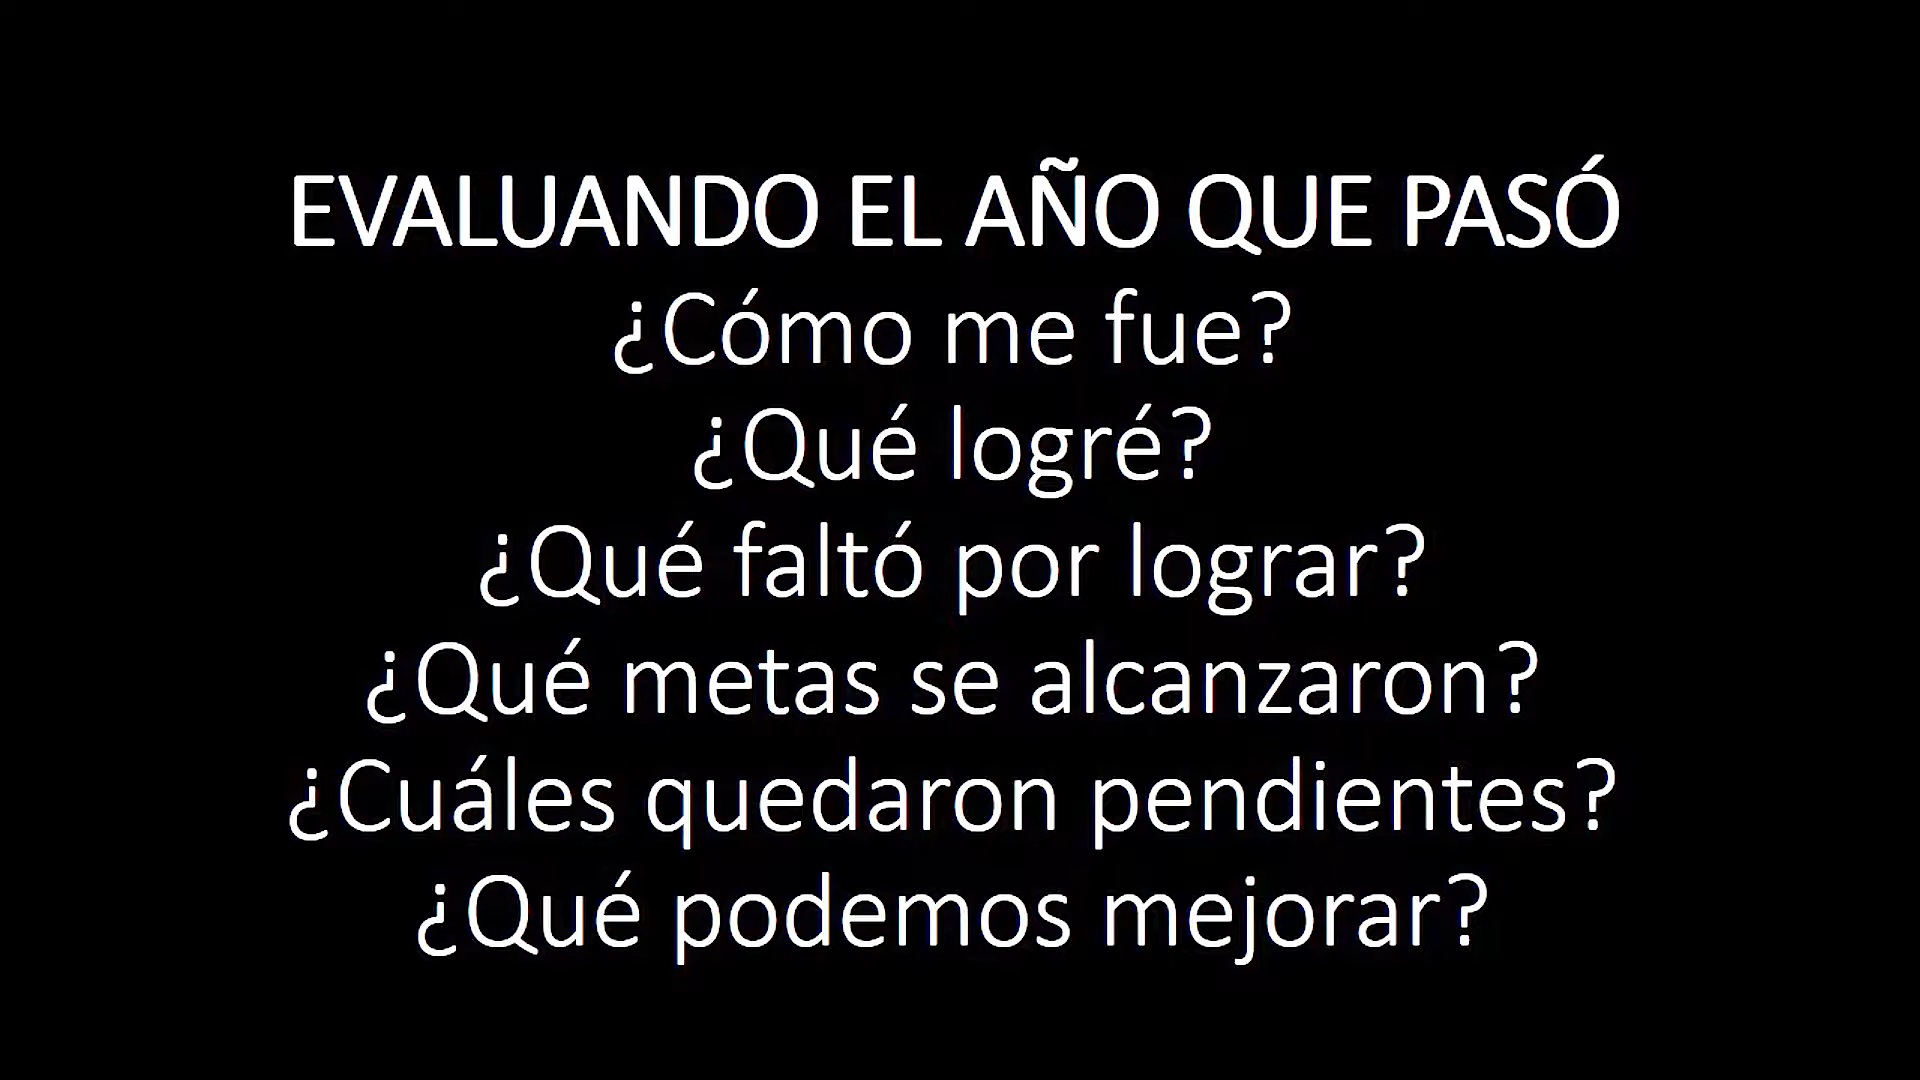 EVALUANDO EL AÑO QUE PASÓ
¿Cómo me fue?
¿Qué logré?
¿Qué faltó por lograr?
¿Qué metas se alcanzaron?
¿Cuáles quedaron pendientes?
¿Qué podemos mejorar?